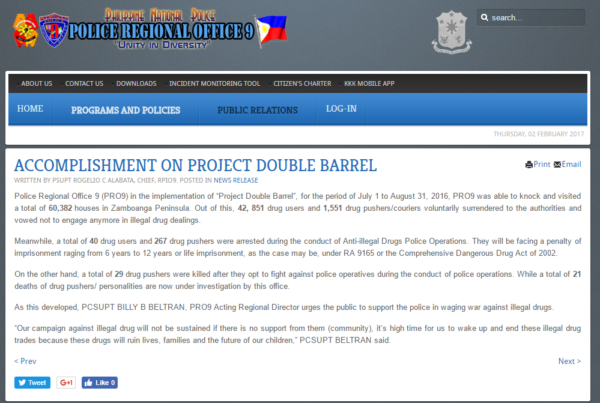 Philippine National Police
POLICE REGIONAL OFFICE 9
"Unity in Diversity"
search...
ABOUT US CONTACT US DOWNLOADS INCIDENT MONITORING TOOL CITIZEN'S CHARTER KKK MOBILE APP
HOME PROGRAMS AND POLICIES PUBLIC RELATIONS LOG-IN
THURSDAY, 02 FEBRUARY 2017
ACCOMPLISHMENT ON PROJECT DOUBLE BARREL
Print Email
WRITTEN BY PSUPT ROGELIO C ALABATA, CHIEF, RPIO9. POSTED IN NEWS RELEASE
Police Regional Office 9 (PRO9) in the implementation of "Project Double Barrel", for the period of July 1 to August 31, 2016, PRO9 was able to knock and visited
a total of 60,382 houses in Zamboanga Peninsula. Out of this, 42, 851 drug users and 1,551 drug pushers/couriers voluntarily surrendered to the authorities and
vowed not to engage anymore in illegal drug dealings.
Meanwhile, a total of 40 drug users and 267 drug pushers were arrested during the conduct of Anti-illegal Drugs Police Operations. They will be facing a penalty of
imprisonment raging from 6 years to 12 years or life imprisonment, as the case may be, under RA 9165 or the Comprehensive Dangerous Drug Act of 2002.
On the other hand, a total of 29 drug pushers were killed after they opt to fight against police operatives during the conduct of police operations. While a total of 21
deaths of drug pushers/ personalities are now under investigation by this office.
As this developed, PCSUPT BILLY B BELTRAN, PRO9 Acting Regional Director urges the public to support the police in waging war against illegal drugs.
"Our campaign against illegal drug will not be sustained if there is no support from them (community), it's high time for us to wake up and end these illegal drug
trades because these drugs will ruin lives, families and the future of our children," PCSUPT BELTRAN said.
< Prev Next >
Tweet G+1 Like 0